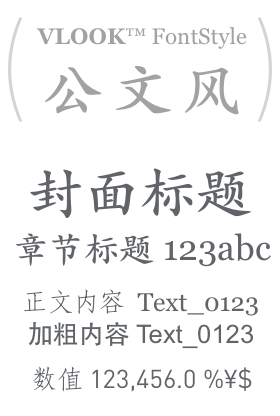 VLOOK™ FontStyle
公文风
封面标题
章节标题 123abc
正文内容 Text_0123
加粗内容 Text_0123
数值 123,456.0 %¥$